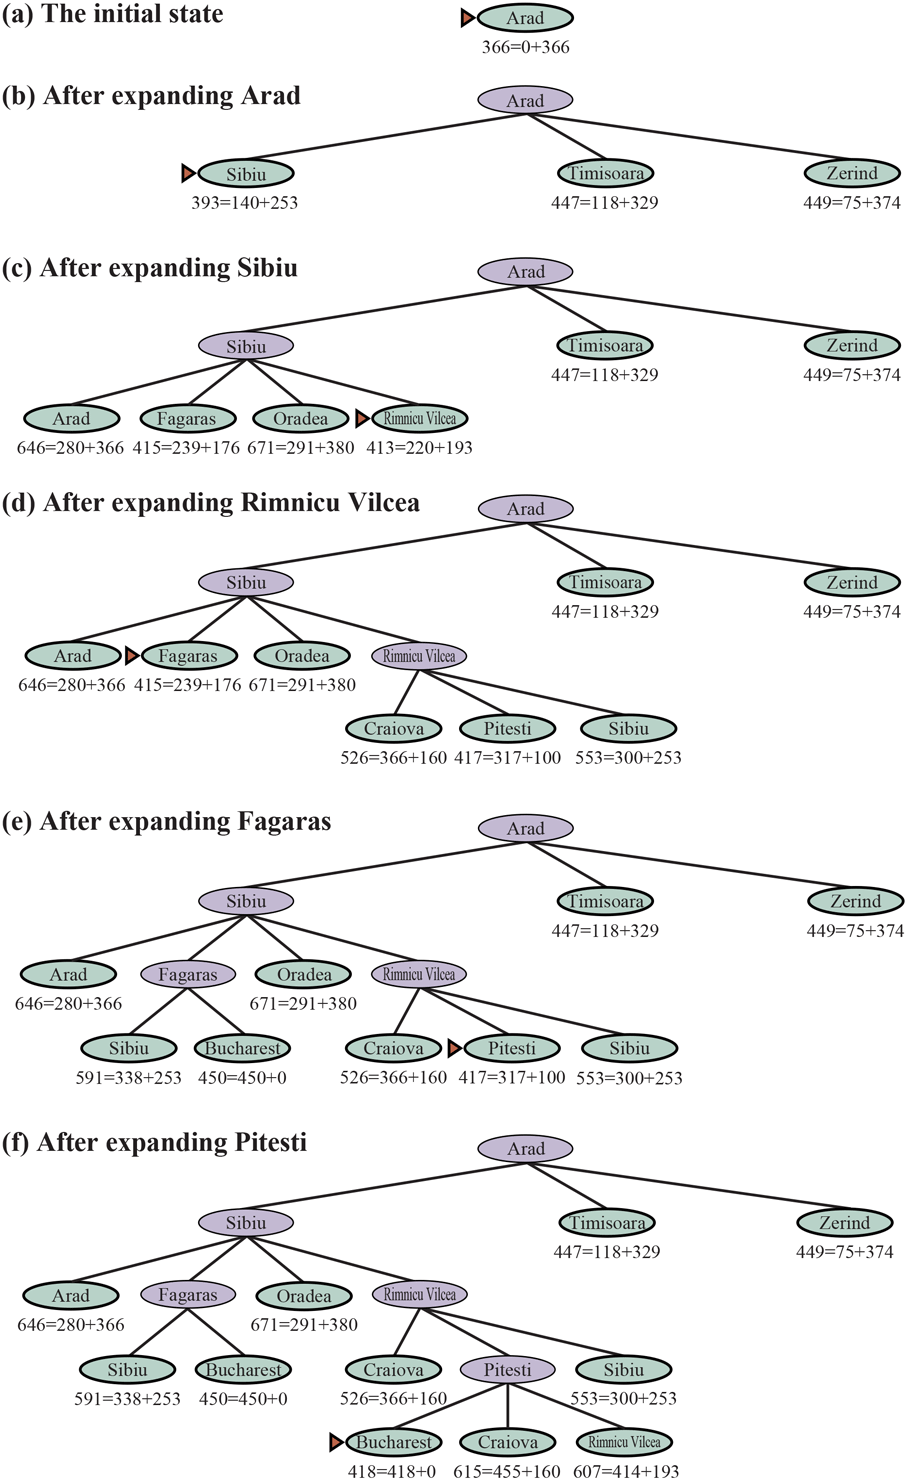 (a) The initial state
Arad
366=0+366
(b) After expanding Arad
Arad
Sibiu Timisoara Zerind
393=140+253 447=118+329 449=75+374
(c) After expanding Sibiu
Arad
Sibiu Timisoara Zerind
447=118+329 449=75+374
Arad Fagaras Oradea Rimnicu Vilcea
646=280+366 415=239+176 671=291+380 413=220+193
(d) After expanding Rimnicu Vilcea
Arad
Sibiu Timisoara Zerind
447=118+329 449=75+374
Arad Fagaras Oradea Rimnicu Vilcea
646=280+366 415=239+176 671=291+380
Craiova Pitesti Sibiu
526=366+160 417=317+100 553=300+253
(e) After expanding Fagaras
Arad
Sibiu Timisoara Zerind
447=118+329 449=75+374
Arad Fagaras Oradea Rimnicu Vilcea
646=280+366 671=291+380
Sibiu Bucharest Craiova Pitesti Sibiu
591=338+253 450=450+0 526=366+160 417=317+100 553=300+253
(f) After expanding Pitesti
Arad
Sibiu Timisoara Zerind
447=118+329 449=75+374
Arad Fagaras Oradea Rimnicu Vilcea
646=280+366 671=291+380
Sibiu Bucharest Craiova Pitesti Sibiu
591=338+253 450=450+0 526=366+160 553=300+253
Bucharest Craiova Rimnicu Vilcea
418=418+0 615=455+160 607=414+193